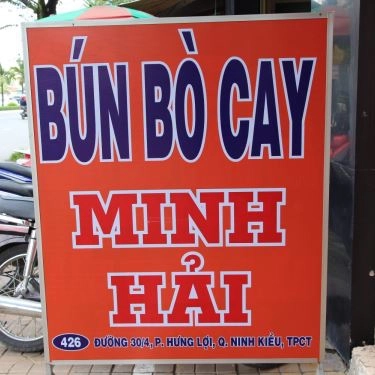 BÚN BÒ CAY
MINH
HẢI
426 ĐƯỜNG 30/4, P. HƯNG LỢI, Q. NINH KIỀU, TPCT